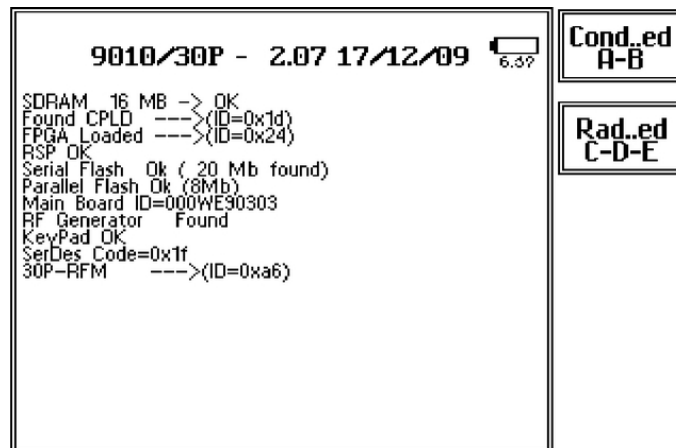 9010/30P - 2.07 17/12/09
SDRAM 16 MB -> OK
Found CPLD --->(ID=0x1d)
FPGA Loaded --->(ID=0x24)
RSP OK
Serial Flash Ok ( 20 Mb found)
Parallel Flash Ok (8Mb)
Main Board ID=000WE90303
RF Generator Found
KeyPad OK
SerDes Code=0x1f
30P-RFM --->(ID=0xa6)
Cond..ed
A-B
Rad..ed
C-D-E